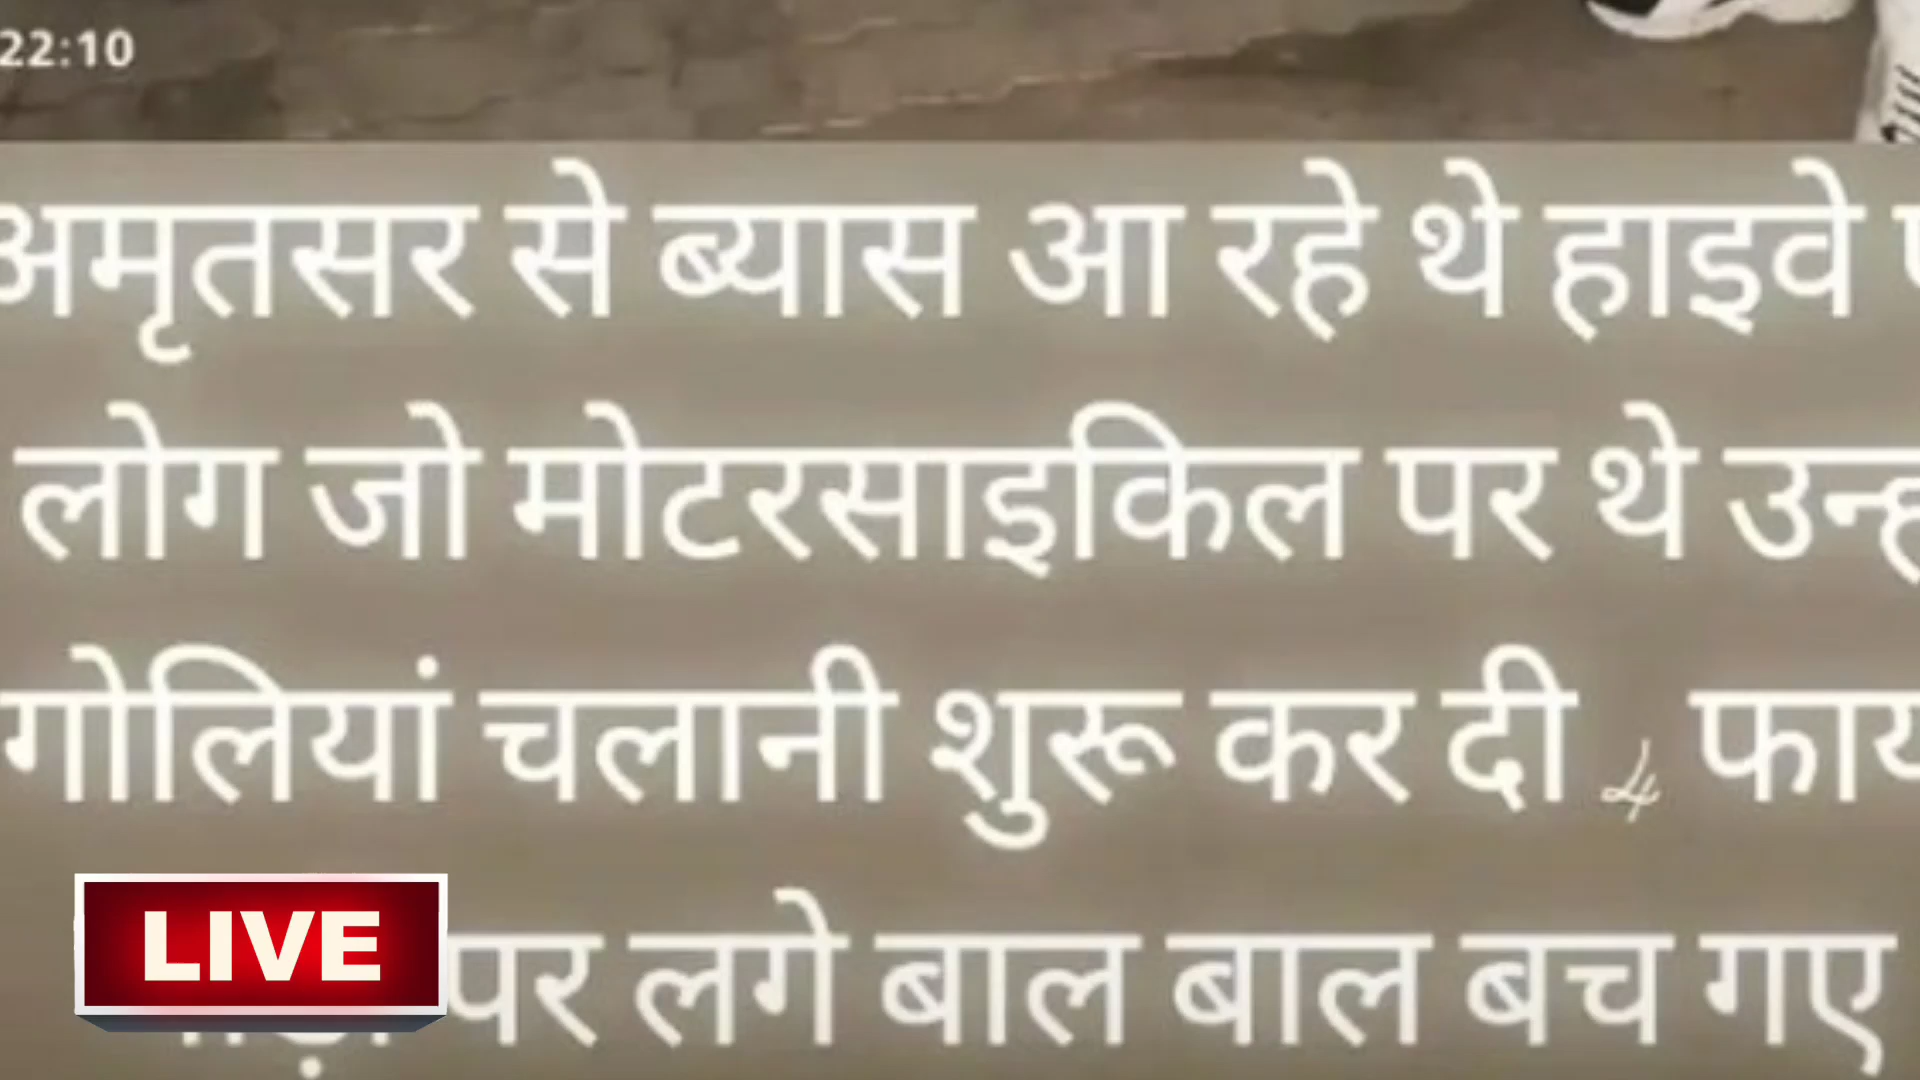 22:10
अमृतसर से ब्यास आ रहे थे हाइवे
लोग जो मोटरसाइकिल पर थे
गोलियां चलानी शुरू कर दी 4
पर लगे बाल बाल बच गए
LIVE